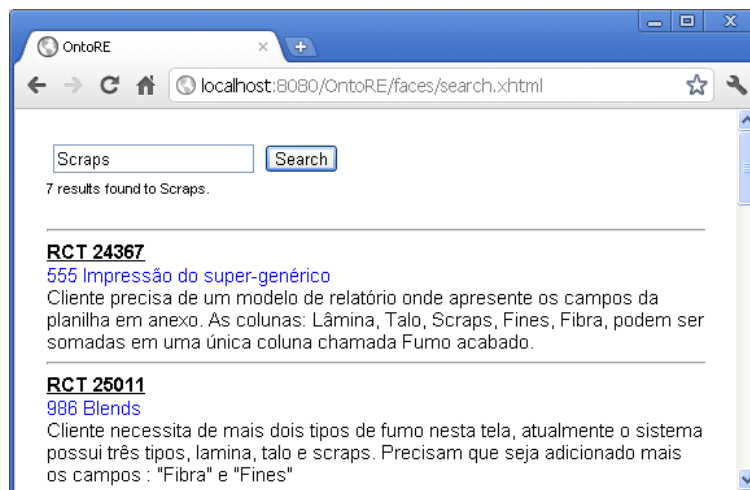 OntoRE
localhost:8080/OntoRE/faces/search.xhtml
Scraps Search
7 results found to Scraps.
RCT 24367
555 Impressão do super-genérico
Cliente precisa de um modelo de relatório onde apresente os campos da
planilha em anexo. As colunas: Lâmina, Talo, Scraps, Fines, Fibra, podem ser
somadas em uma única coluna chamada Fumo acabado.
RCT 25011
986 Blends
Cliente necessita de mais dois tipos de fumo nesta tela, atualmente o sistema
possui três tipos, lamina, talo e scraps. Precisam que seja adicionado mais
os campos : "Fibra" e "Fines"